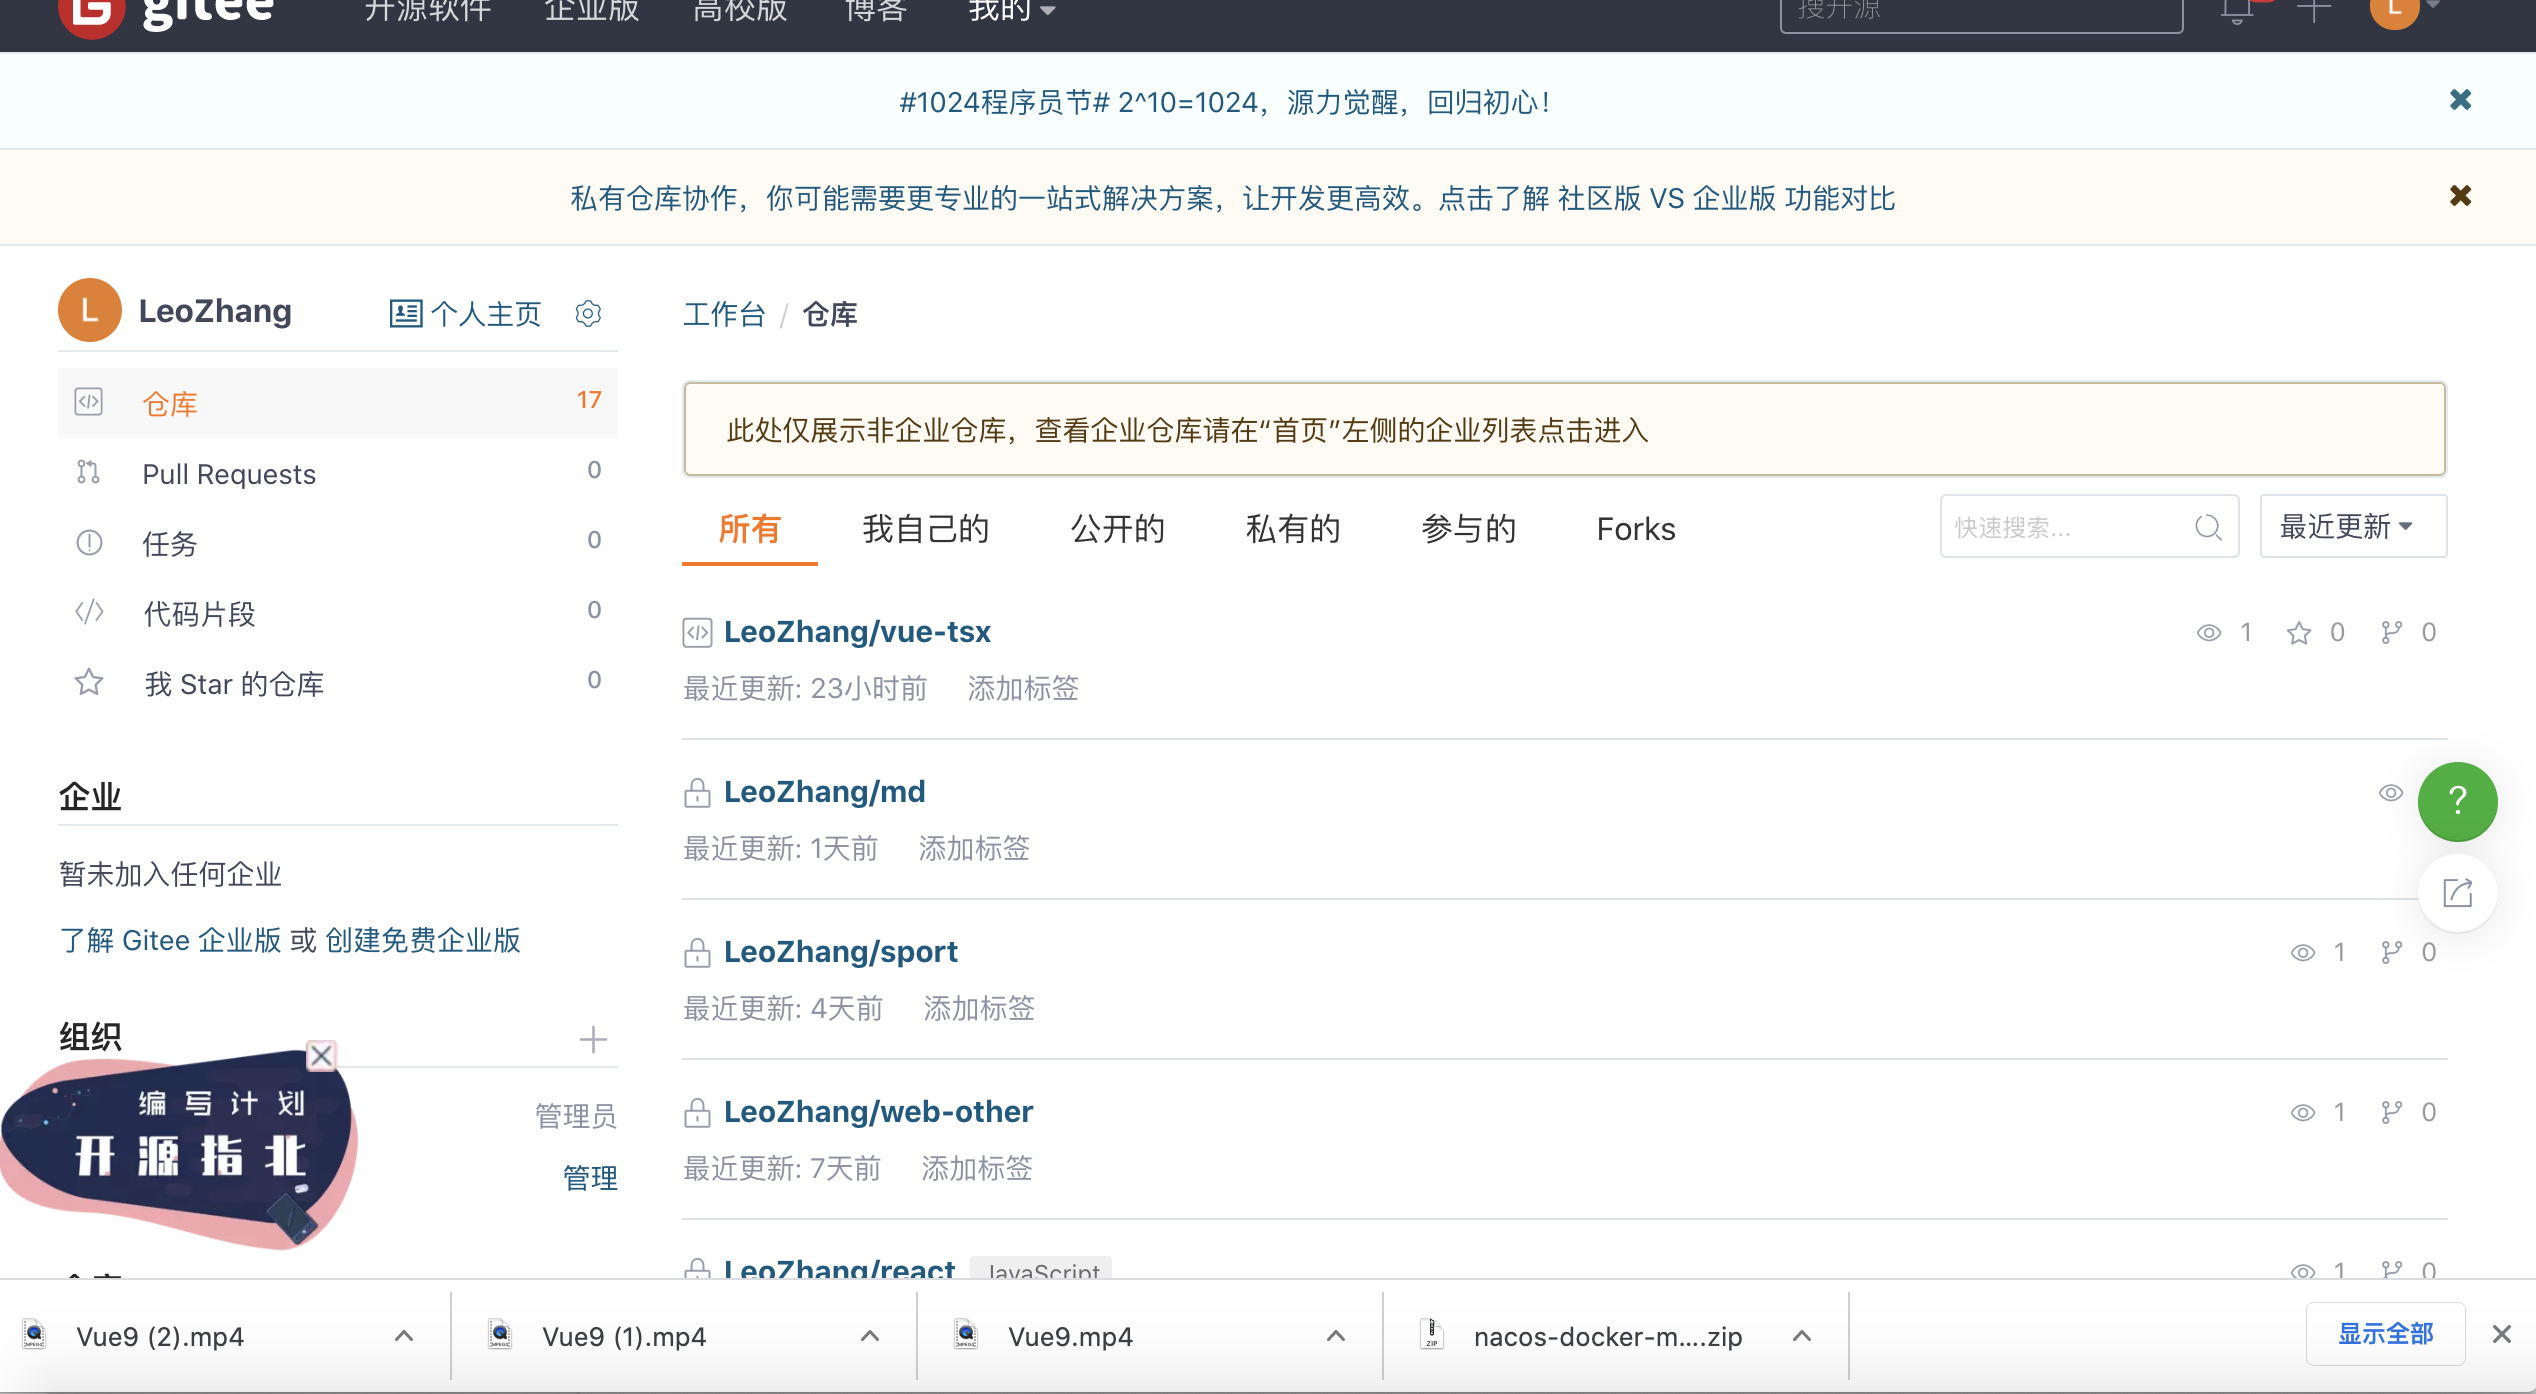 gitee 开源软件 企业版 高校版 博客 我的 搜开源 L
#1024程序员节# 2^10=1024，源力觉醒，回归初心！
私有仓库协作，你可能需要更专业的一站式解决方案，让开发更高效。点击了解 社区版 VS 企业版 功能对比
L LeoZhang 个人主页
仓库 17
Pull Requests 0
任务 0
代码片段 0
我 Star 的仓库 0
企业
暂未加入任何企业
了解 Gitee 企业版 或 创建免费企业版
组织
编写计划
开源指北
管理员
管理
工作台 / 仓库
此处仅展示非企业仓库，查看企业仓库请在“首页”左侧的企业列表点击进入
所有 我自己的 公开的 私有的 参与的 Forks 快速搜索... 最近更新
LeoZhang/vue-tsx 1 0 0
最近更新: 23小时前 添加标签
LeoZhang/md
最近更新: 1天前 添加标签
?
LeoZhang/sport 1 0
最近更新: 4天前 添加标签
LeoZhang/web-other 1 0
最近更新: 7天前 添加标签
LeoZhang/react JavaScript 1 0
Vue9 (2).mp4 Vue9 (1).mp4 Vue9.mp4 nacos-docker-m....zip 显示全部